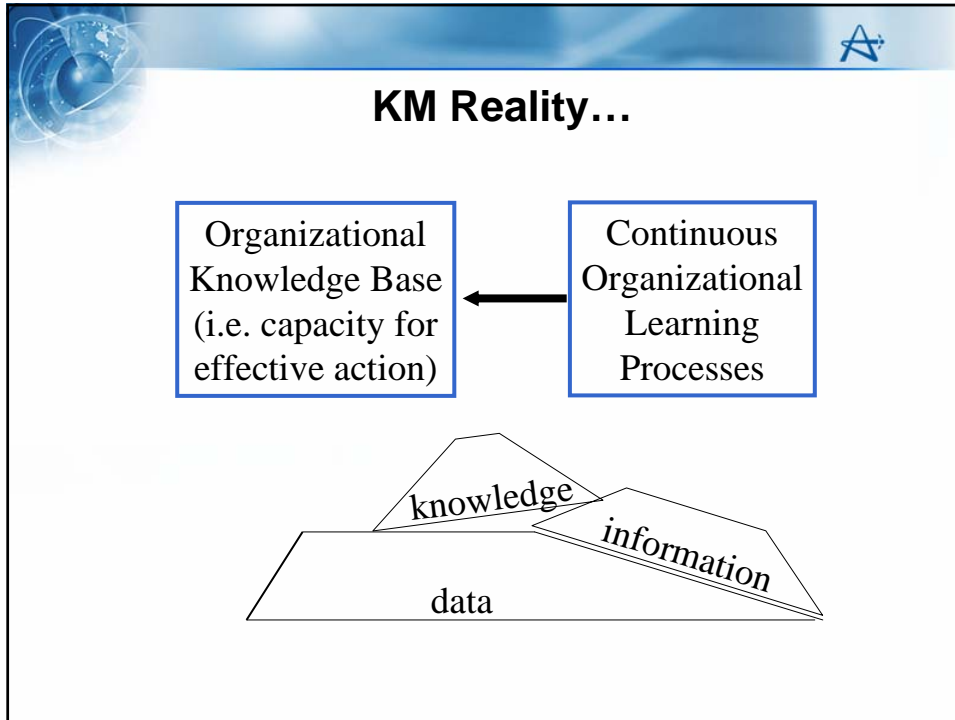 KM Reality…
Organizational
Knowledge Base
(i.e. capacity for
effective action)
Continuous
Organizational
Learning
Processes
knowledge
information
data